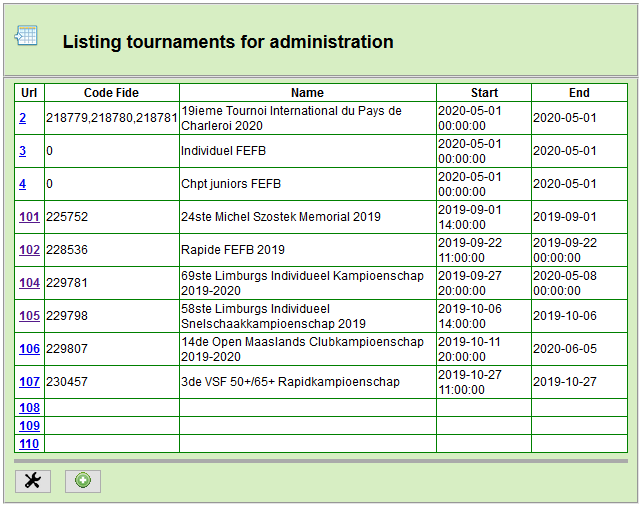 Listing tournaments for administration
Url Code Fide Name Start End
2 218779,218780,218781 19ieme Tournoi International du Pays de Charleroi 2020 2020-05-01 00:00:00 2020-05-01
3 0 Individuel FEFB 2020-05-01 00:00:00 2020-05-01
4 0 Chpt juniors FEFB 2020-05-01 00:00:00 2020-05-01
101 225752 24ste Michel Szostek Memorial 2019 2019-09-01 14:00:00 2019-09-01
102 228536 Rapide FEFB 2019 2019-09-22 11:00:00 2019-09-22 00:00:00
104 229781 69ste Limburgs Individueel Kampioenschap 2019-2020 2019-09-27 20:00:00 2020-05-08 00:00:00
105 229798 58ste Limburgs Individueel Snelschaakkampioenschap 2019 2019-10-06 14:00:00 2019-10-06
106 229807 14de Open Maaslands Clubkampioenschap 2019-2020 2019-10-11 20:00:00 2020-06-05
107 230457 3de VSF 50+/65+ Rapidkampioenschap 2019-10-27 11:00:00 2019-10-27
108
109
110